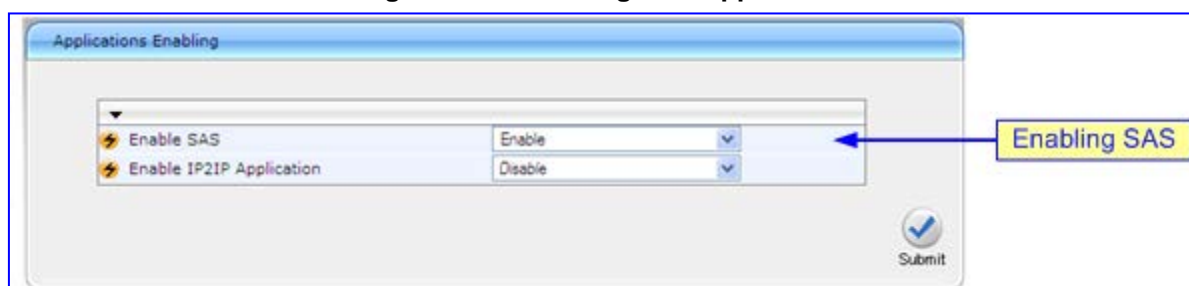 Applications Enabling
Enable SAS Enable
Enabling SAS
Enable IP2IP Application Disable
Submit